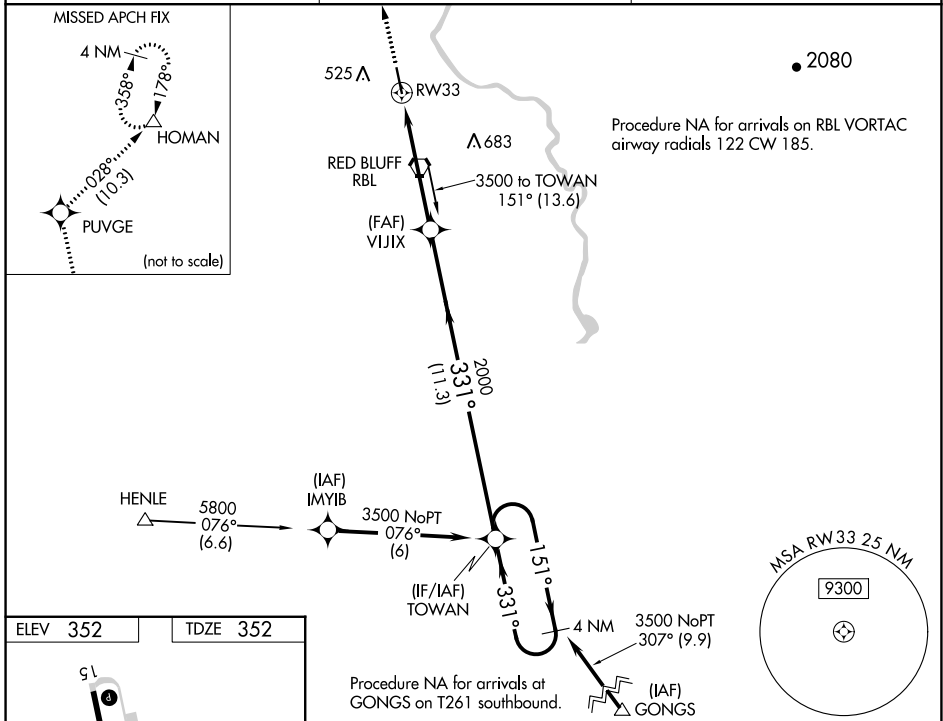 MISSED APCH FIX
4 NM
358°
178°
HOMAN
028°
(10.3)
PUVGE
(not to scale)
525
RW33
2080
Procedure NA for arrivals on RBL VORTAC
airway radials 122 CW 185.
683
RED BLUFF
RBL
3500 to TOWAN
151° (13.6)
(FAF)
VIJIX
2000
331°
(11.3)
HENLE
5800
076°
(6.6)
(IAF)
IMYIB
3500 NoPT
076°
(6)
(IF/IAF)
TOWAN
331°
151°
4 NM
3500 NoPT
307° (9.9)
(IAF)
GONGS
Procedure NA for arrivals at
GONGS on T261 southbound.
MSA RW33 25 NM
9300
ELEV 352
TDZE 352
15
P